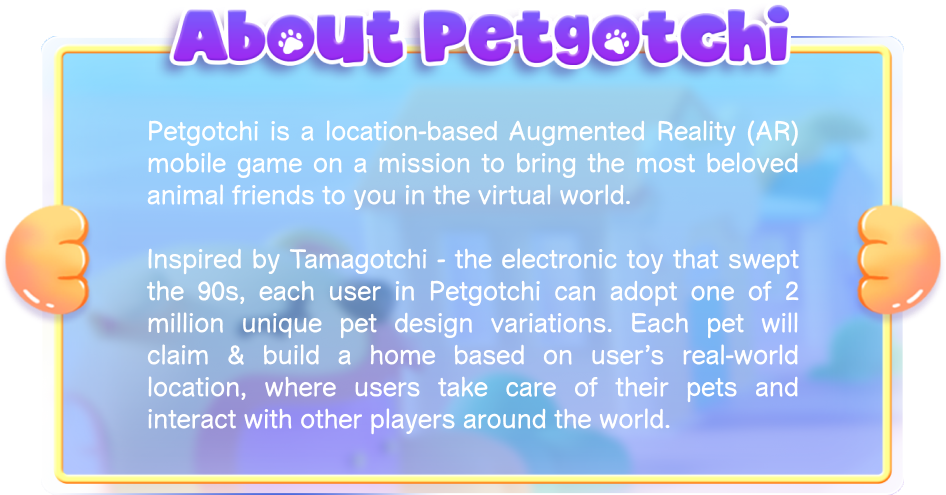 About Petgotchi
Petgotchi is a location-based Augmented Reality (AR)
mobile game on a mission to bring the most beloved
animal friends to you in the virtual world.
Inspired by Tamagotchi - the electronic toy that swept
the 90s, each user in Petgotchi can adopt one of 2
million unique pet design variations. Each pet will
claim & build a home based on user’s real-world
location, where users take care of their pets and
interact with other players around the world.